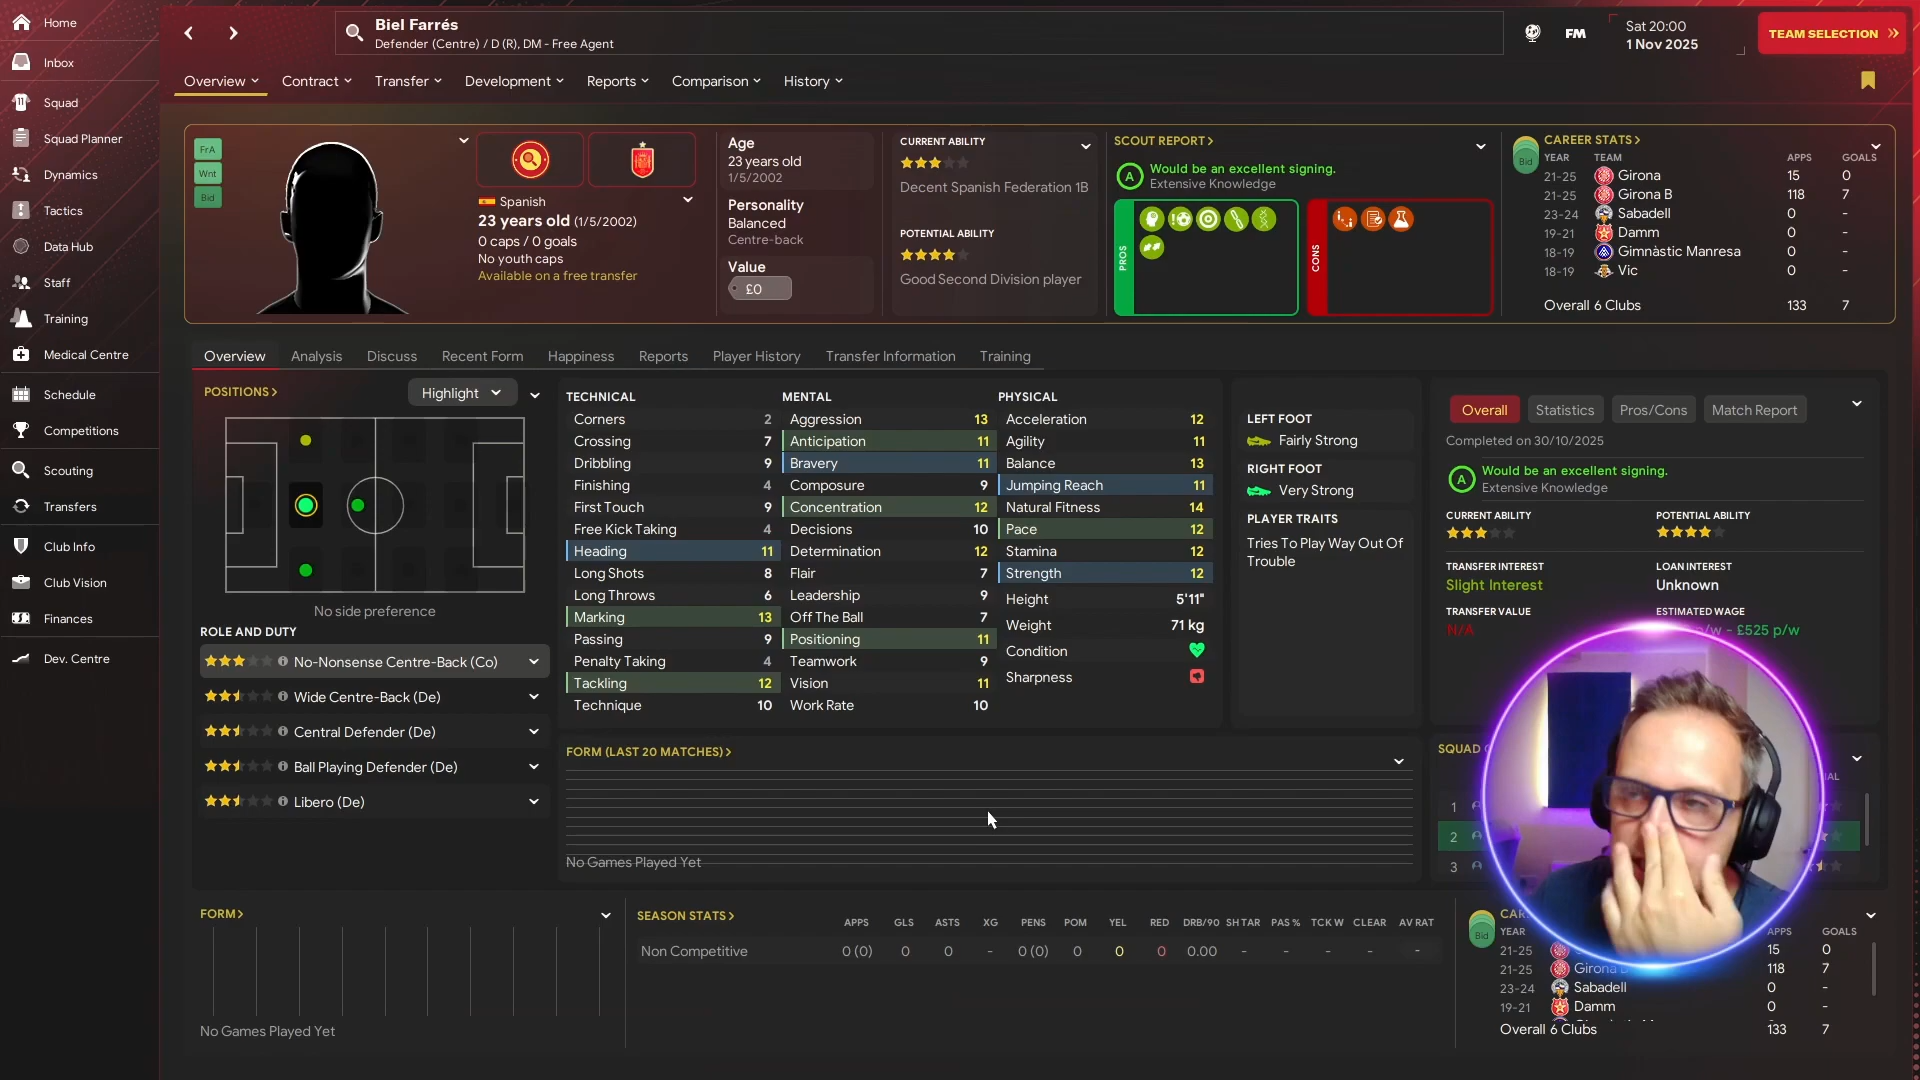 Home
Inbox
Squad
Squad Planner
Dynamics
Tactics
Data Hub
Staff
Training
Medical Centre
Schedule
Competitions
Scouting
Transfers
Club Info
Club Vision
Finances
Dev. Centre
Biel Farrés
Defender (Centre) / D (R), DM - Free Agent
FM
Sat 20:00
1 Nov 2025
TEAM SELECTION
Overview Contract Transfer Development Reports Comparison History
FrA
Wnt
Bid
Spanish
23 years old (1/5/2002)
0 caps / 0 goals
No youth caps
Available on a free transfer
Age
23 years old
1/5/2002
Personality
Balanced
Centre-back
Value
£0
CURRENT ABILITY
Decent Spanish Federation 1B
POTENTIAL ABILITY
Good Second Division player
SCOUT REPORT >
A Would be an excellent signing.
Extensive Knowledge
PROS
CONS
Bid
CAREER STATS >
YEAR TEAM APPS GOALS
21-25 Girona 15 0
21-25 Girona B 118 7
23-24 Sabadell 0 -
19-21 Damm 0 -
18-19 Gimnàstic Manresa 0 -
18-19 Vic 0 -
Overall 6 Clubs 133 7
Overview Analysis Discuss Recent Form Happiness Reports Player History Transfer Information Training
POSITIONS >
Highlight
No side preference
ROLE AND DUTY
No-Nonsense Centre-Back (Co)
Wide Centre-Back (De)
Central Defender (De)
Ball Playing Defender (De)
Libero (De)
TECHNICAL
Corners 2
Crossing 7
Dribbling 9
Finishing 4
First Touch 9
Free Kick Taking 4
Heading 11
Long Shots 8
Long Throws 6
Marking 13
Passing 9
Penalty Taking 4
Tackling 12
Technique 10
MENTAL
Aggression 13
Anticipation 11
Bravery 11
Composure 9
Concentration 12
Decisions 10
Determination 12
Flair 7
Leadership 9
Off The Ball 7
Positioning 11
Teamwork 9
Vision 11
Work Rate 10
PHYSICAL
Acceleration 12
Agility 11
Balance 13
Jumping Reach 11
Natural Fitness 14
Pace 12
Stamina 12
Strength 12
Height 5'11"
Weight 71 kg
Condition
Sharpness
LEFT FOOT
Fairly Strong
RIGHT FOOT
Very Strong
PLAYER TRAITS
Tries To Play Way Out Of
Trouble
Overall Statistics Pros/Cons Match Report
Completed on 30/10/2025
A Would be an excellent signing.
Extensive Knowledge
CURRENT ABILITY POTENTIAL ABILITY
TRANSFER INTEREST LOAN INTEREST
Slight Interest Unknown
TRANSFER VALUE ESTIMATED WAGE
N/A p/w - £525 p/w
SQUAD
1
2
3
FORM (LAST 20 MATCHES) >
No Games Played Yet
FORM >
No Games Played Yet
SEASON STATS >
APPS GLS ASTS XG PENS POM YEL RED DRB/90 SH TAR PAS % TCK W CLEAR AV RAT
Non Competitive 0 (0) 0 0 - 0 (0) 0 0 0 0.00 - - - - -
Bid
YEAR APPS GOALS
21-25 15 0
21-25 Girona 118 7
23-24 Sabadell 0 -
19-21 Damm 0 -
Overall 6 Clubs 133 7